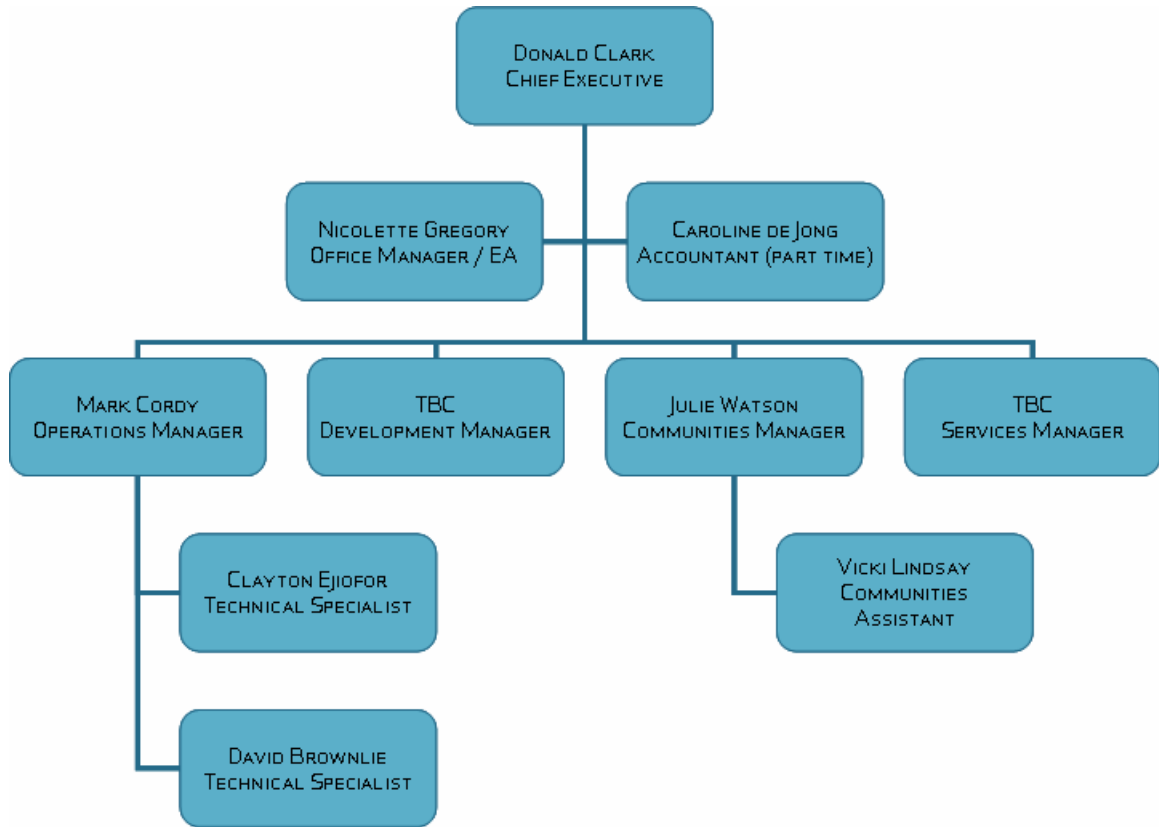 Donald Clark
Chief Executive
Nicolette Gregory
Office Manager / EA
Caroline de Jong
Accountant (part time)
Mark Cordy
Operations Manager
TBC
Development Manager
Julie Watson
Communities Manager
TBC
Services Manager
Clayton Ejiofor
Technical Specialist
Vicki Lindsay
Communities
Assistant
David Brownlie
Technical Specialist